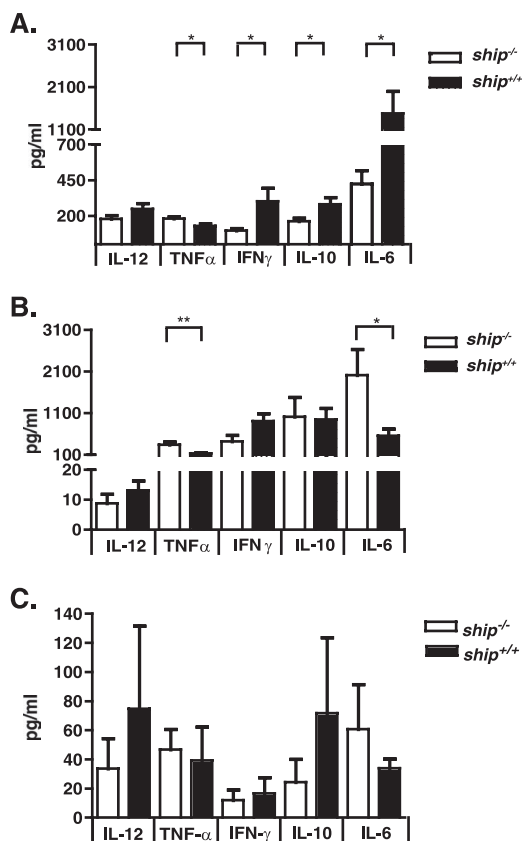 A.
* * * *
3100
2100
1100
700
450
200
pg/ml
ship-/-
ship+/+
IL-12 TNFα IFNγ IL-10 IL-6
B.
** *
3100
2100
1100
100
20
10
0
pg/ml
ship-/-
ship+/+
IL-12 TNFα IFN γ IL-10 IL-6
C.
140
120
100
80
60
40
20
0
pg/ml
ship-/-
ship+/+
IL-12 TNF-α IFN-γ IL-10 IL-6